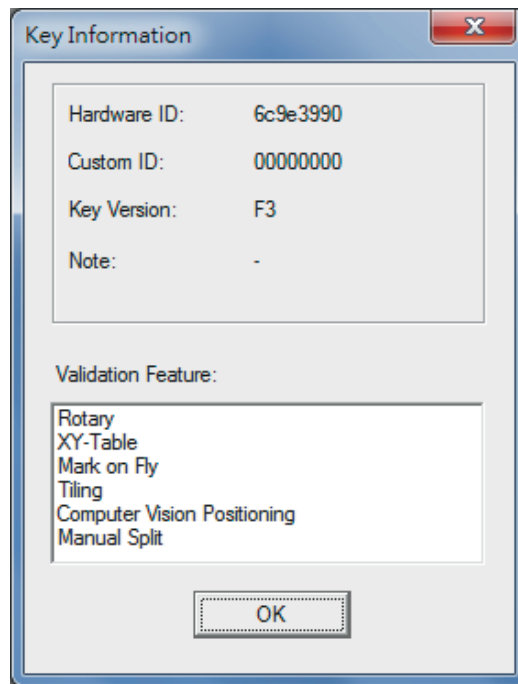 Key Information
Hardware ID: 6c9e3990
Custom ID: 00000000
Key Version: F3
Note: -
Validation Feature:
Rotary
XY-Table
Mark on Fly
Tiling
Computer Vision Positioning
Manual Split
OK